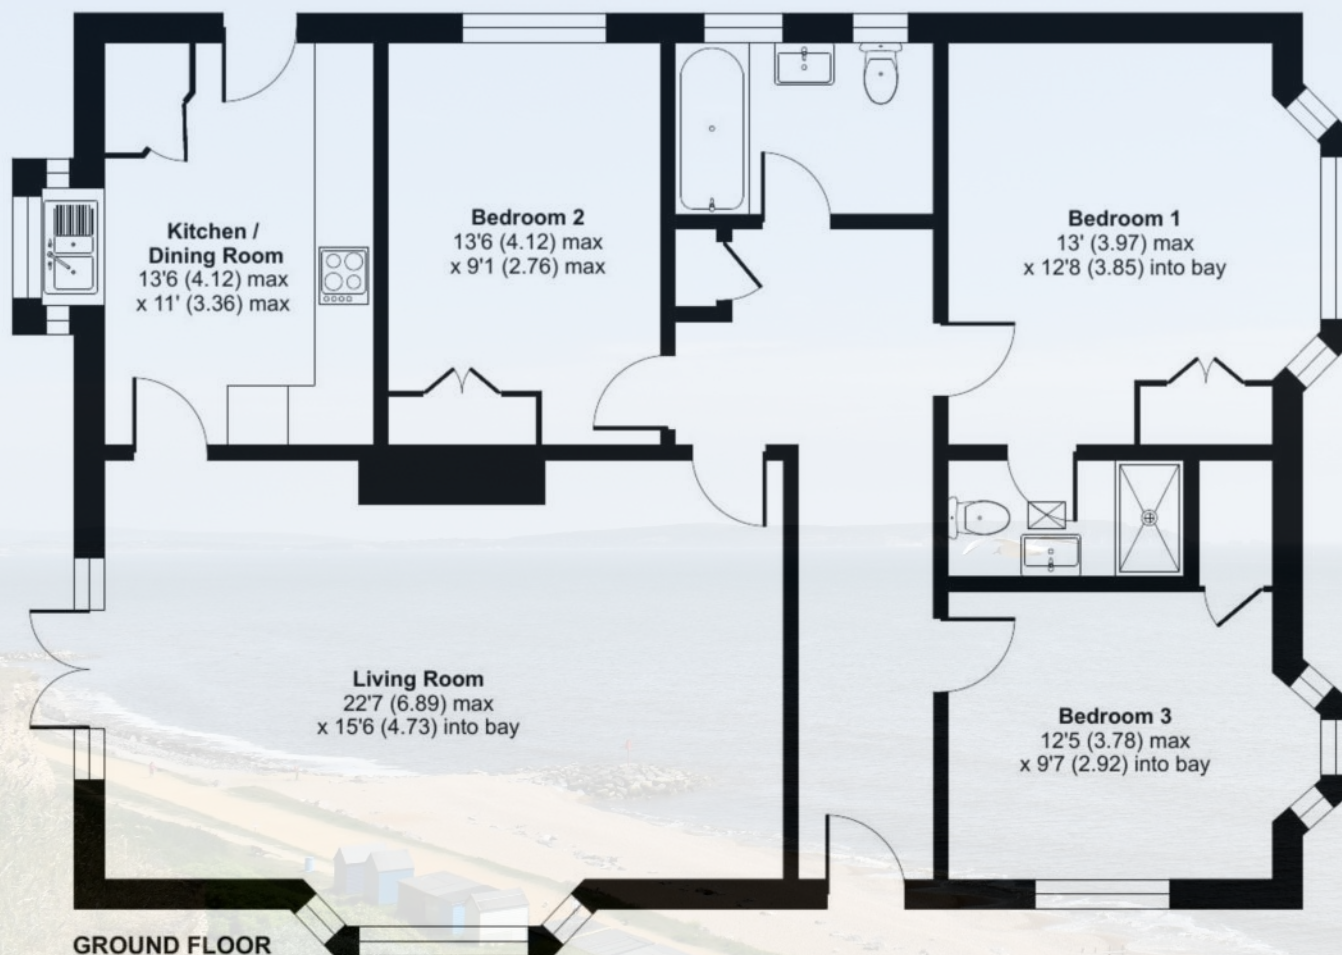 Kitchen /
Dining Room
13'6 (4.12) max
x 11' (3.36) max
Bedroom 2
13'6 (4.12) max
x 9'1 (2.76) max
Bedroom 1
13' (3.97) max
x 12'8 (3.85) into bay
Living Room
22'7 (6.89) max
x 15'6 (4.73) into bay
Bedroom 3
12'5 (3.78) max
x 9'7 (2.92) into bay
GROUND FLOOR